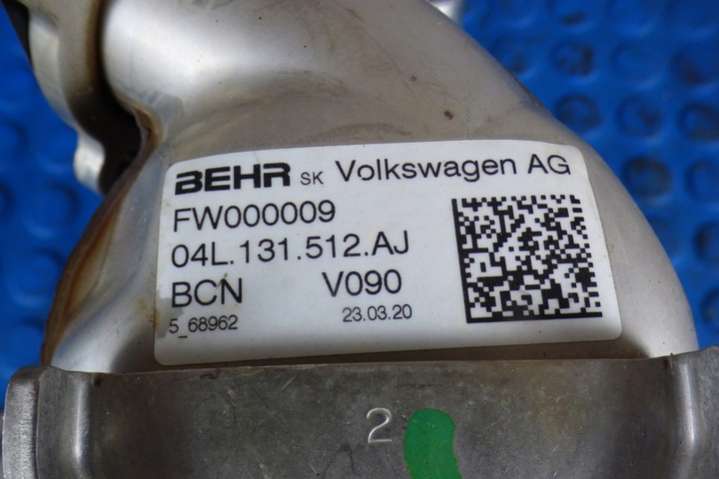 BEHR SK Volkswagen AG
FW000009
04L.131.512.AJ
BCN V090
5_68962 23.03.20
2